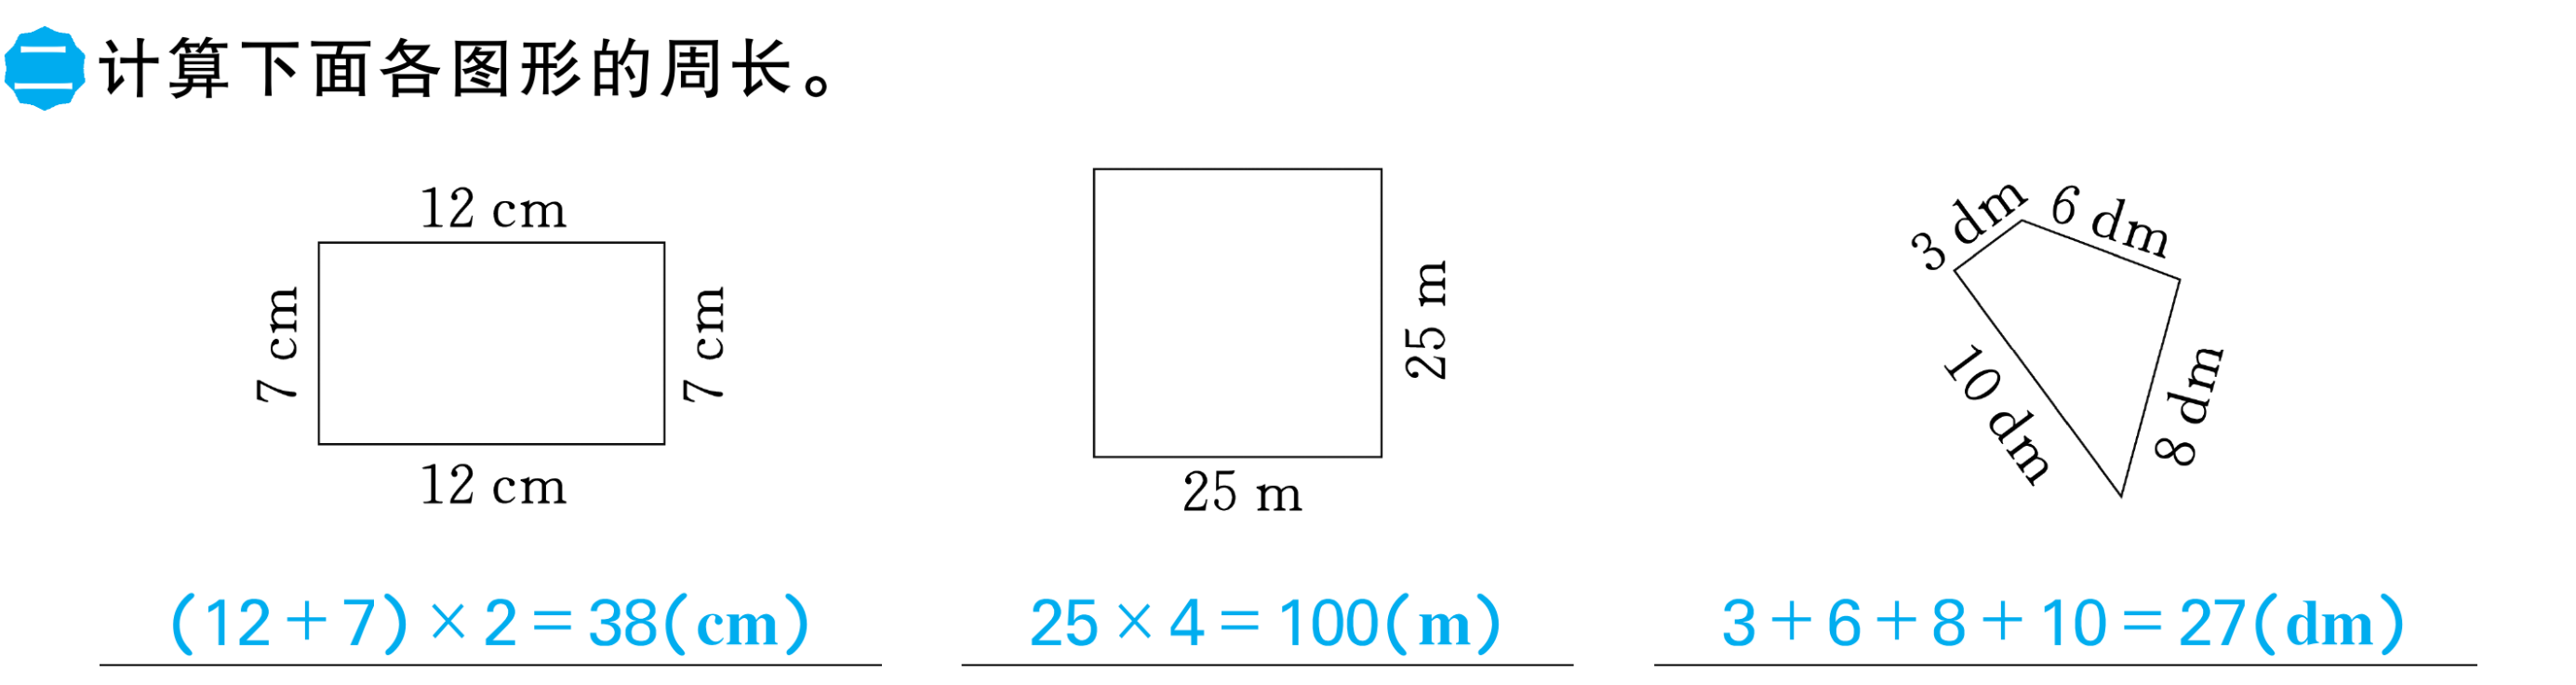 二 计算下面各图形的周长。
12 cm
7 cm
7 cm
12 cm
25 m
25 m
3 dm
6 dm
10 dm
8 dm
(12+7)×2=38(cm)
25×4=100(m)
3+6+8+10=27(dm)